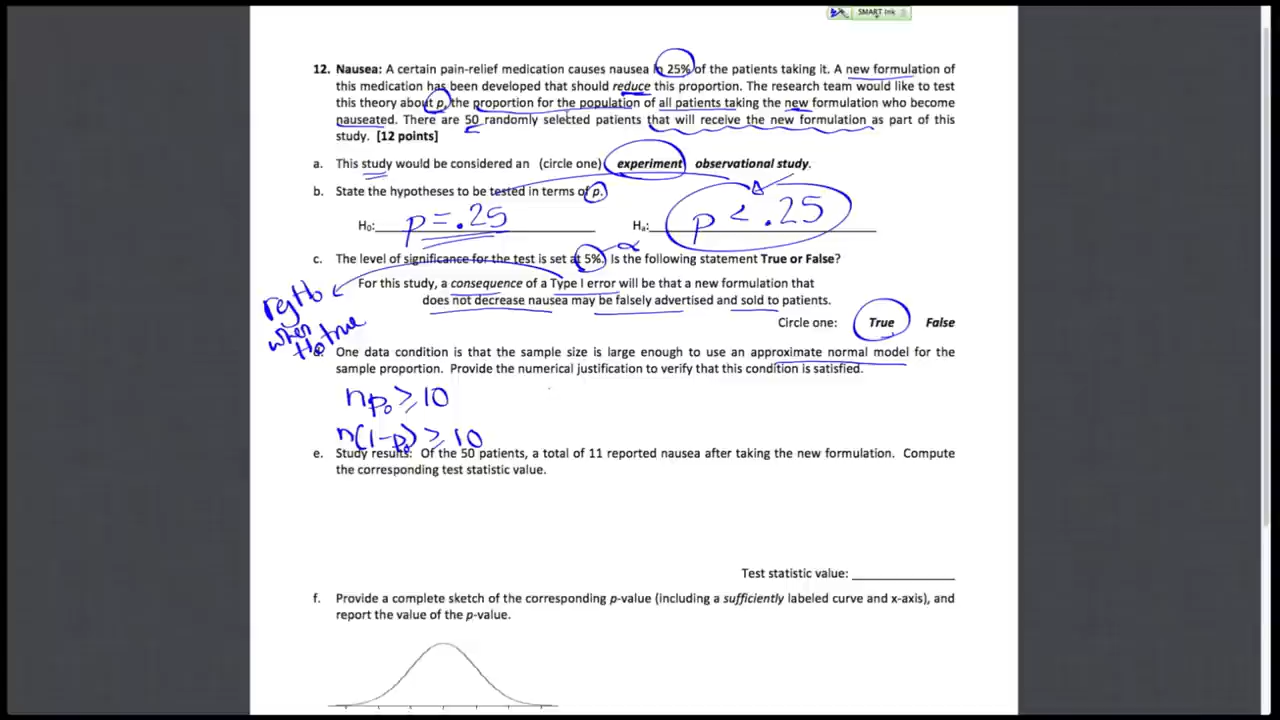 SMART Ink
12. Nausea: A certain pain-relief medication causes nausea in 25% of the patients taking it. A new formulation of
this medication has been developed that should reduce this proportion. The research team would like to test
this theory about p, the proportion for the population of all patients taking the new formulation who become
nauseated. There are 50 randomly selected patients that will receive the new formulation as part of this
study. [12 points]
a. This study would be considered an (circle one) experiment observational study.
b. State the hypotheses to be tested in terms of p.
H0: p = .25 Ha: p < .25
c. The level of significance for the test is set at 5%. Is the following statement True or False?
α
For this study, a consequence of a Type I error will be that a new formulation that
does not decrease nausea may be falsely advertised and sold to patients.
rej H0
when
H0 true
Circle one: True False
d. One data condition is that the sample size is large enough to use an approximate normal model for the
sample proportion. Provide the numerical justification to verify that this condition is satisfied.
np0 ≥ 10
n(1-p0) ≥ 10
e. Study results: Of the 50 patients, a total of 11 reported nausea after taking the new formulation. Compute
the corresponding test statistic value.
Test statistic value: ____________
f. Provide a complete sketch of the corresponding p-value (including a sufficiently labeled curve and x-axis), and
report the value of the p-value.